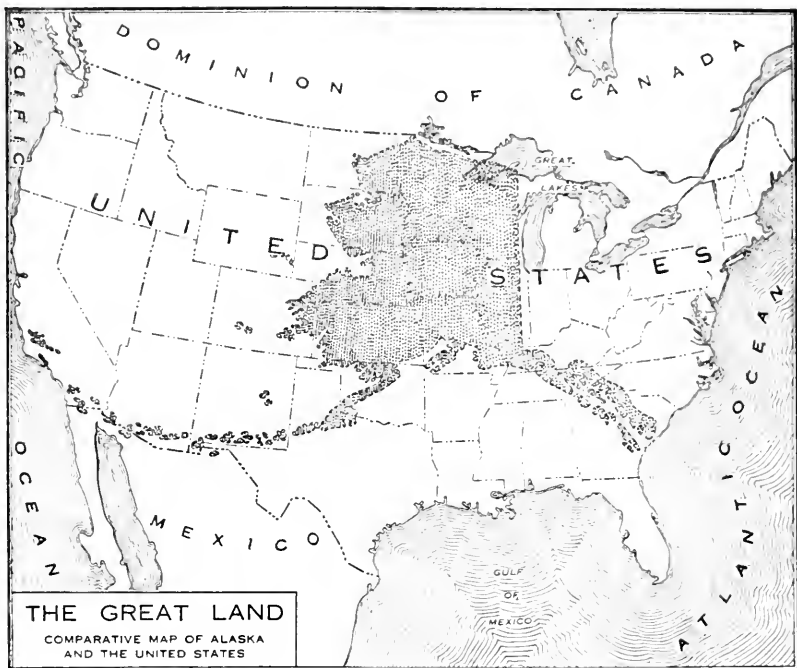 DOMINION OF CANADA
PACIFIC
OCEAN
GREAT
LAKES
UNITED STATES
MEXICO
GULF
OF
MEXICO
ATLANTIC OCEAN
THE GREAT LAND
COMPARATIVE MAP OF ALASKA
AND THE UNITED STATES